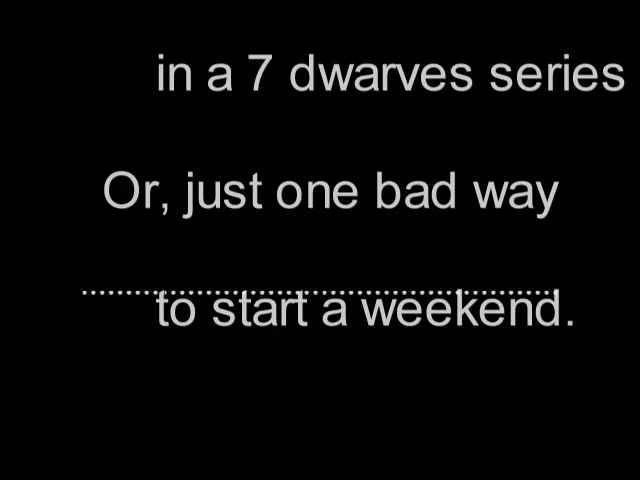 in a 7 dwarves series
Or, just one bad way
to start a weekend.